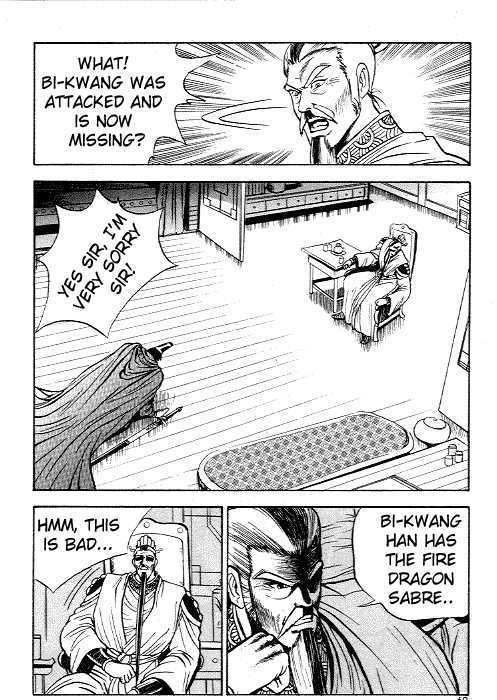 WHAT!
BI-KWANG WAS
ATTACKED AND
IS NOW
MISSING?
YES SIR, I'M
VERY SORRY
SIR!
HMM, THIS
IS BAD...
BI-KWANG
HAN HAS
THE FIRE
DRAGON
SABRE..